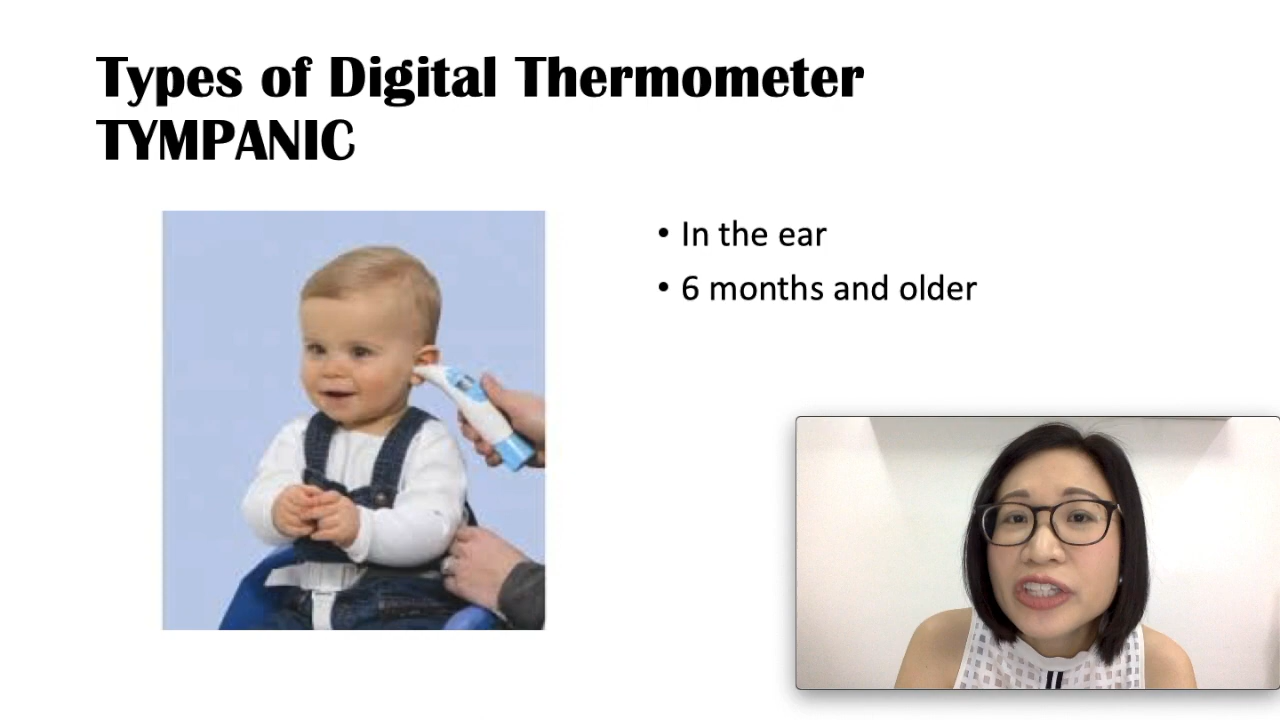 Types of Digital Thermometer
TYMPANIC
• In the ear
• 6 months and older